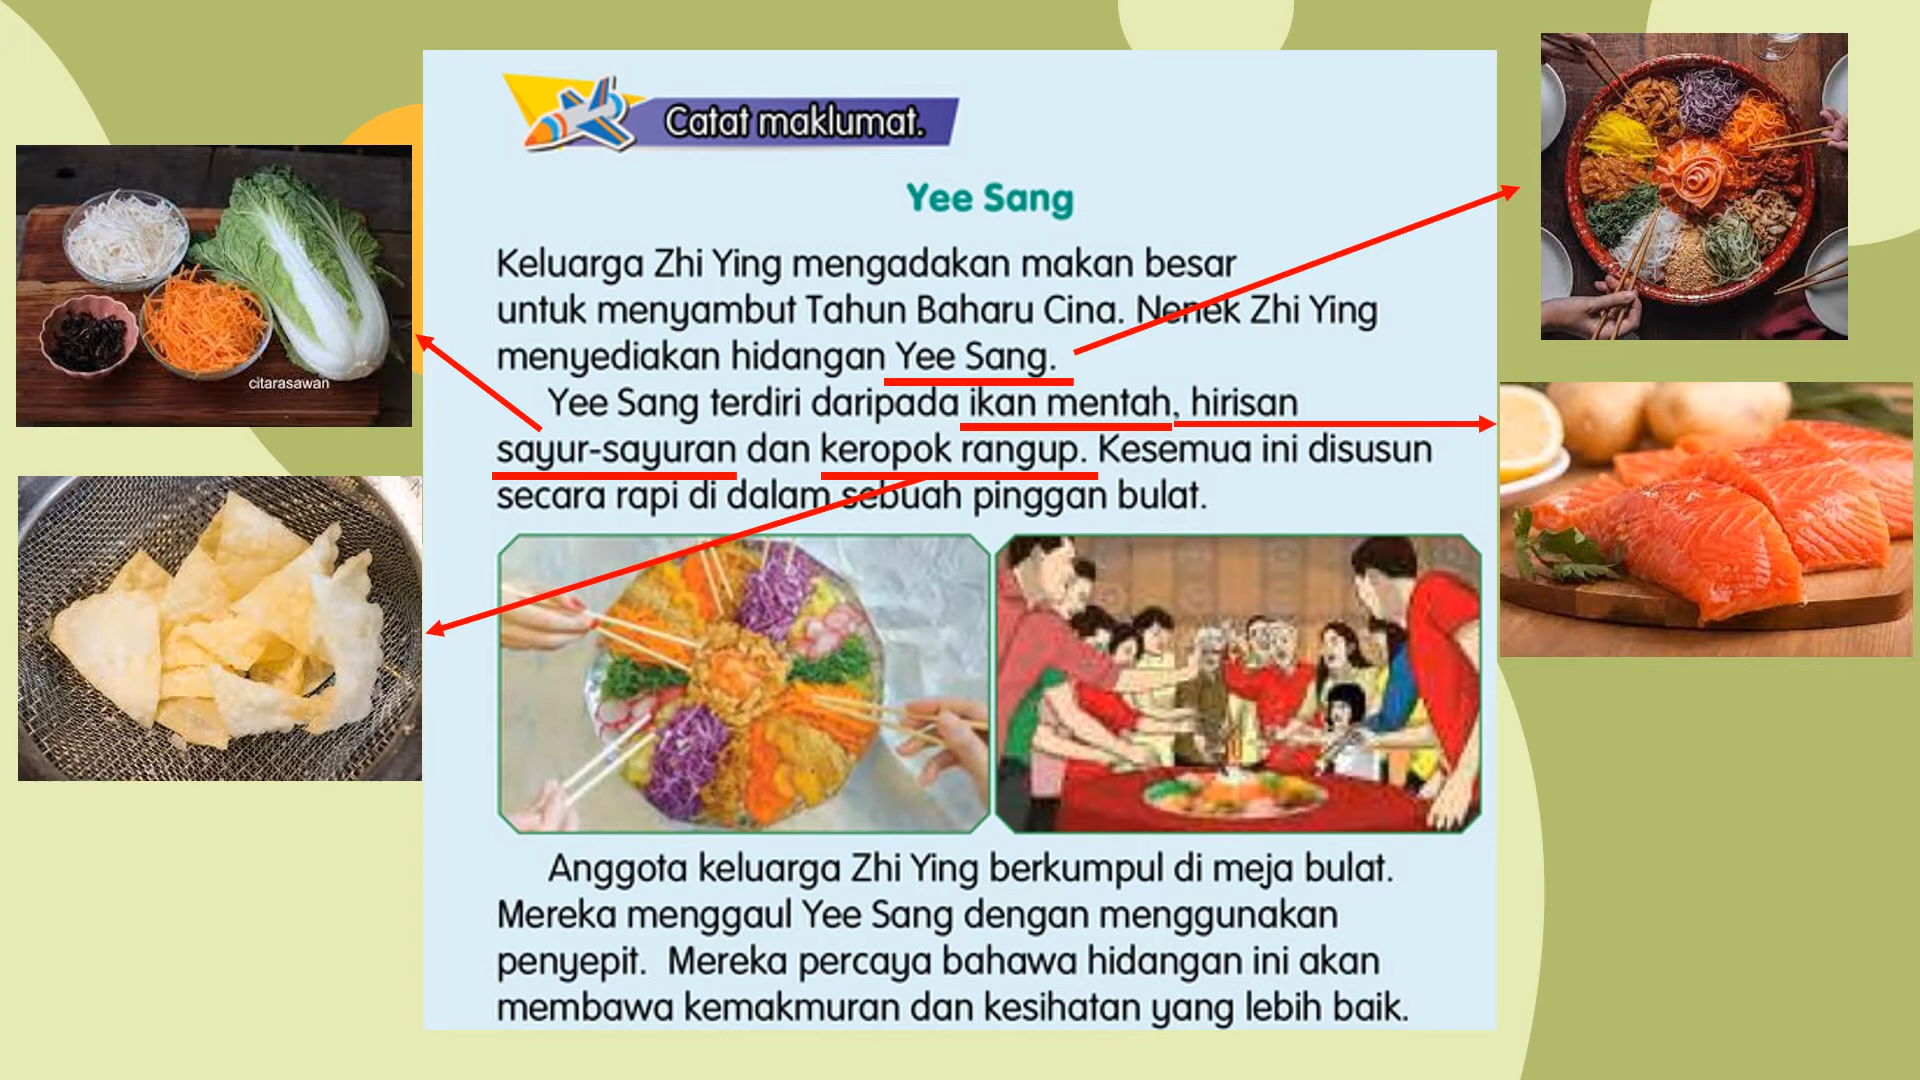 Catat maklumat.
Yee Sang
Keluarga Zhi Ying mengadakan makan besar
untuk menyambut Tahun Baharu Cina. Nenek Zhi Ying
menyediakan hidangan Yee Sang.
Yee Sang terdiri daripada ikan mentah, hirisan
sayur-sayuran dan keropok rangup. Kesemua ini disusun
secara rapi di dalam sebuah pinggan bulat.
citarasawan
Anggota keluarga Zhi Ying berkumpul di meja bulat.
Mereka menggaul Yee Sang dengan menggunakan
penyepit. Mereka percaya bahawa hidangan ini akan
membawa kemakmuran dan kesihatan yang lebih baik.